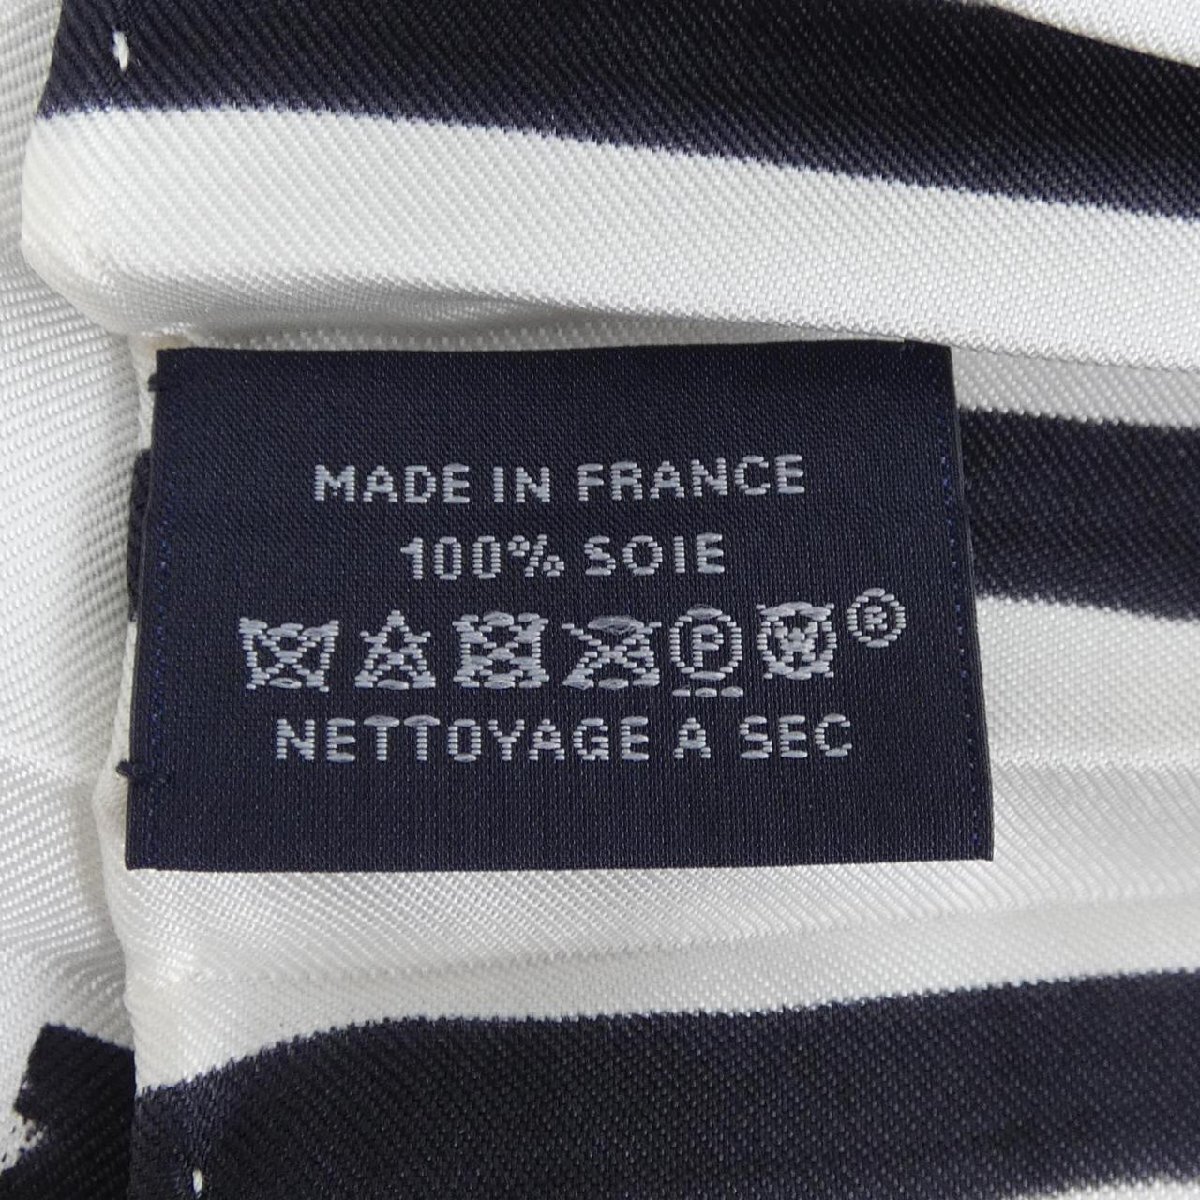 MADE IN FRANCE
100% SOIE
P ®
NETTOYAGE A SEC